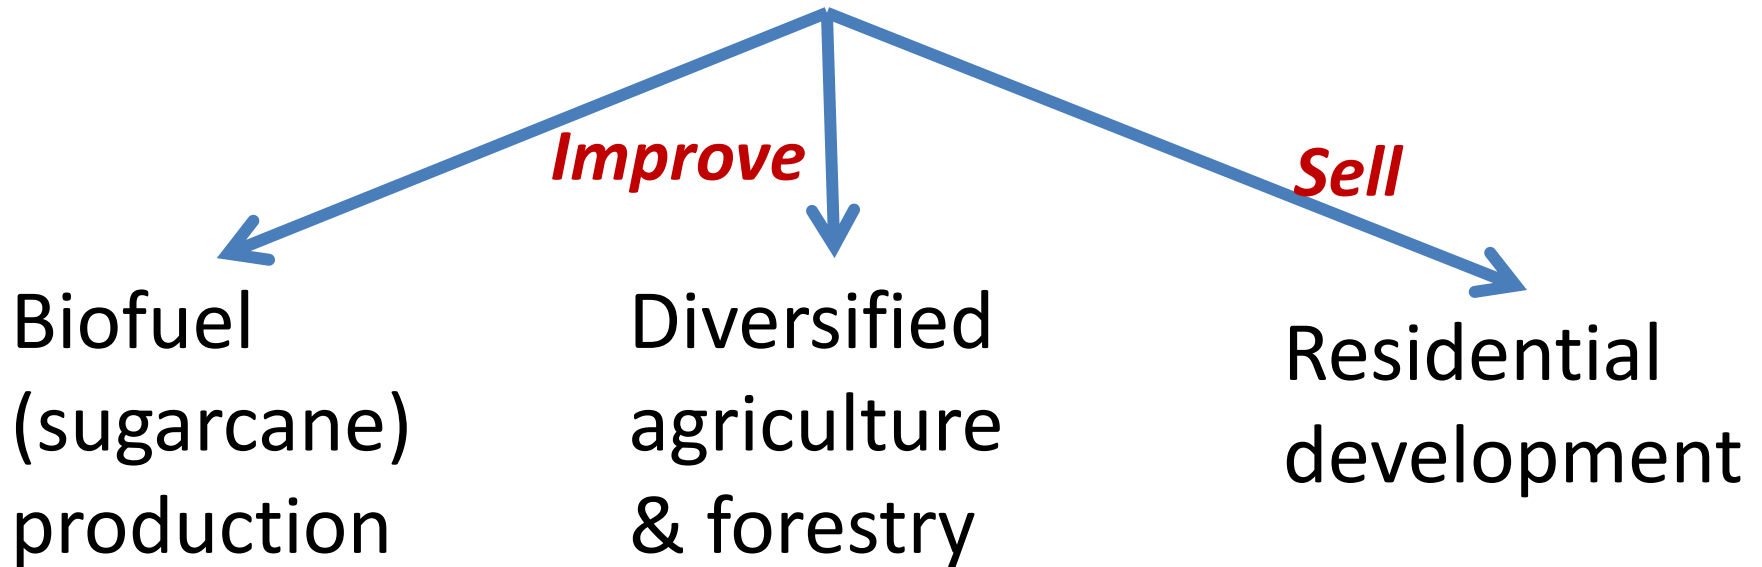 Improve
Sell
Biofuel
(sugarcane)
production
Diversified
agriculture
& forestry
Residential
development